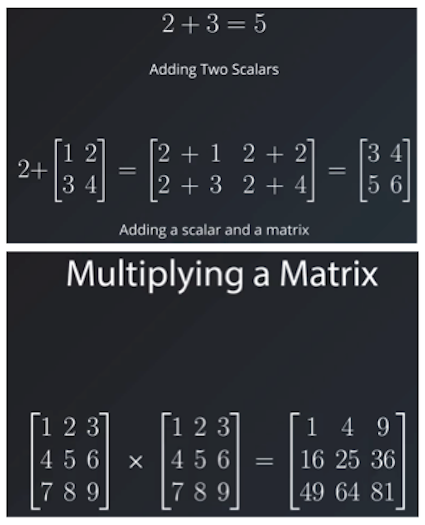 2 + 3 = 5
Adding Two Scalars
2+ [1 2] = [2 + 1 2 + 2] = [3 4]
[3 4] [2 + 3 2 + 4] [5 6]
Adding a scalar and a matrix
Multiplying a Matrix
[1 2 3] [1 2 3] [1 4 9]
[4 5 6] × [4 5 6] = [16 25 36]
[7 8 9] [7 8 9] [49 64 81]